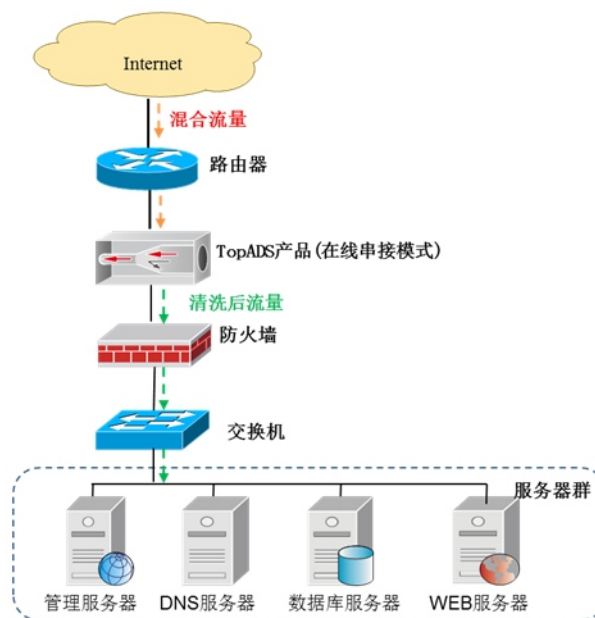 Internet
混合流量
路由器
TopADS产品(在线串接模式)
清洗后流量
防火墙
交换机
服务器群
管理服务器
DNS服务器
数据库服务器
WEB服务器